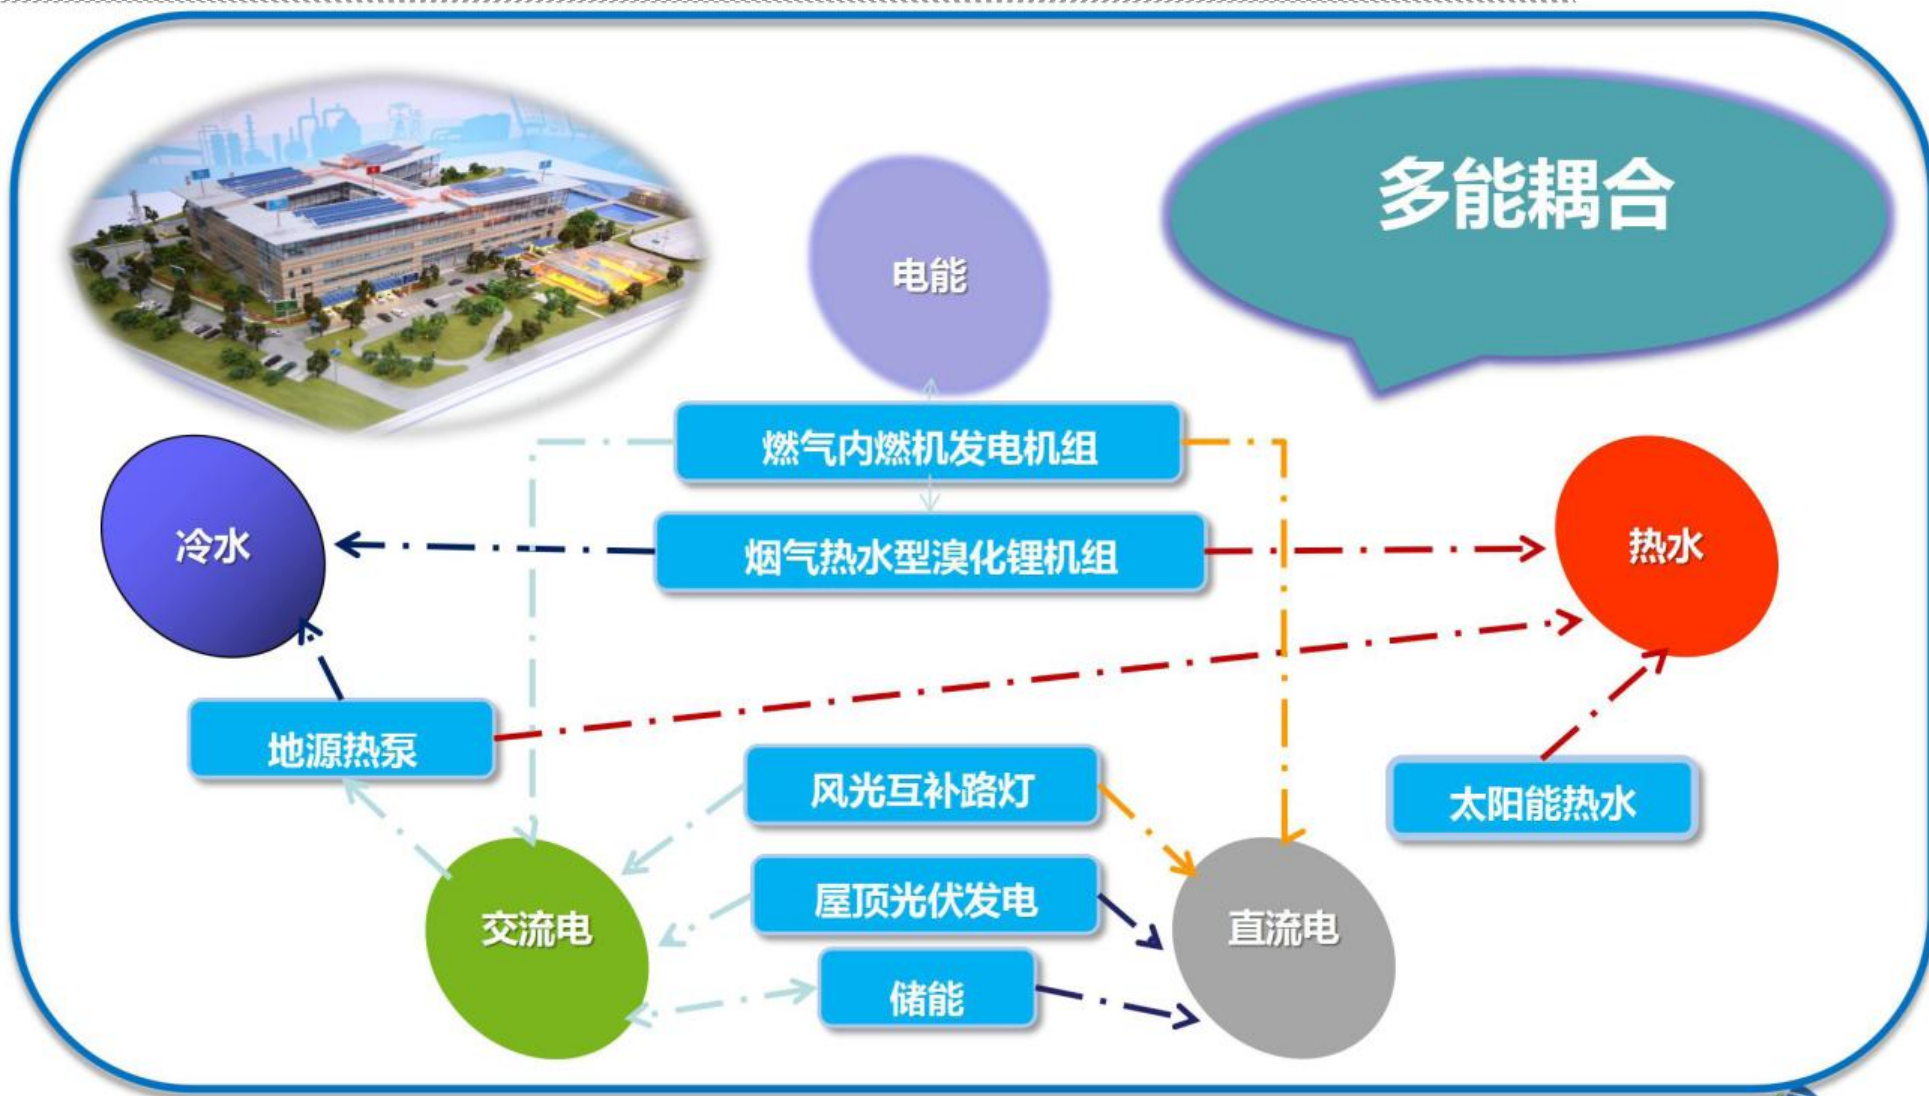 多能耦合
电能
燃气内燃机发电机组
冷水
烟气热水型溴化锂机组
热水
地源热泵
风光互补路灯
太阳能热水
屋顶光伏发电
交流电
直流电
储能